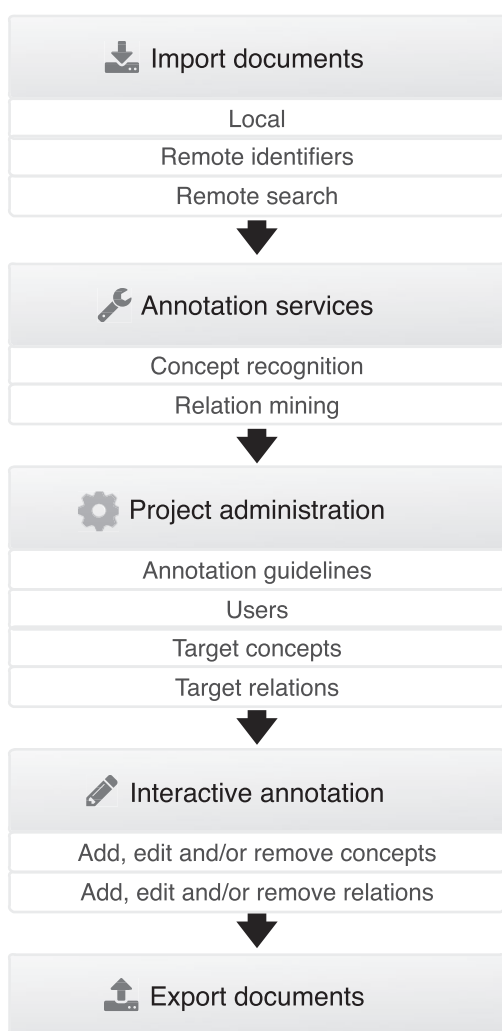 Import documents
Local
Remote identifiers
Remote search
Annotation services
Concept recognition
Relation mining
Project administration
Annotation guidelines
Users
Target concepts
Target relations
Interactive annotation
Add, edit and/or remove concepts
Add, edit and/or remove relations
Export documents